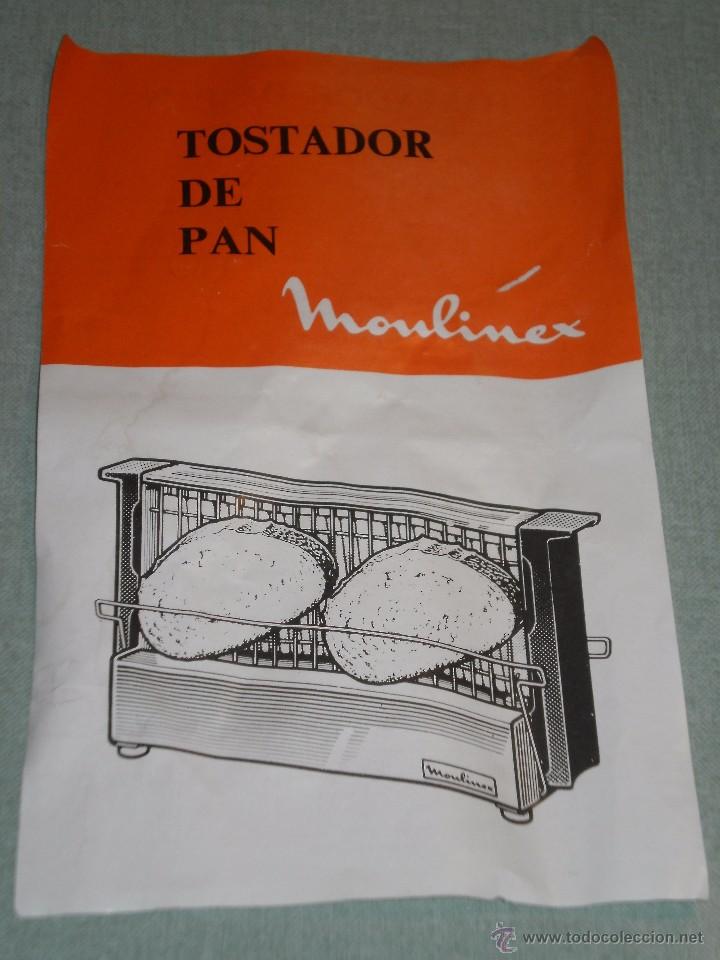 TOSTADOR
DE
PAN
Moulinex
Moulinex
www.todocoleccion.net